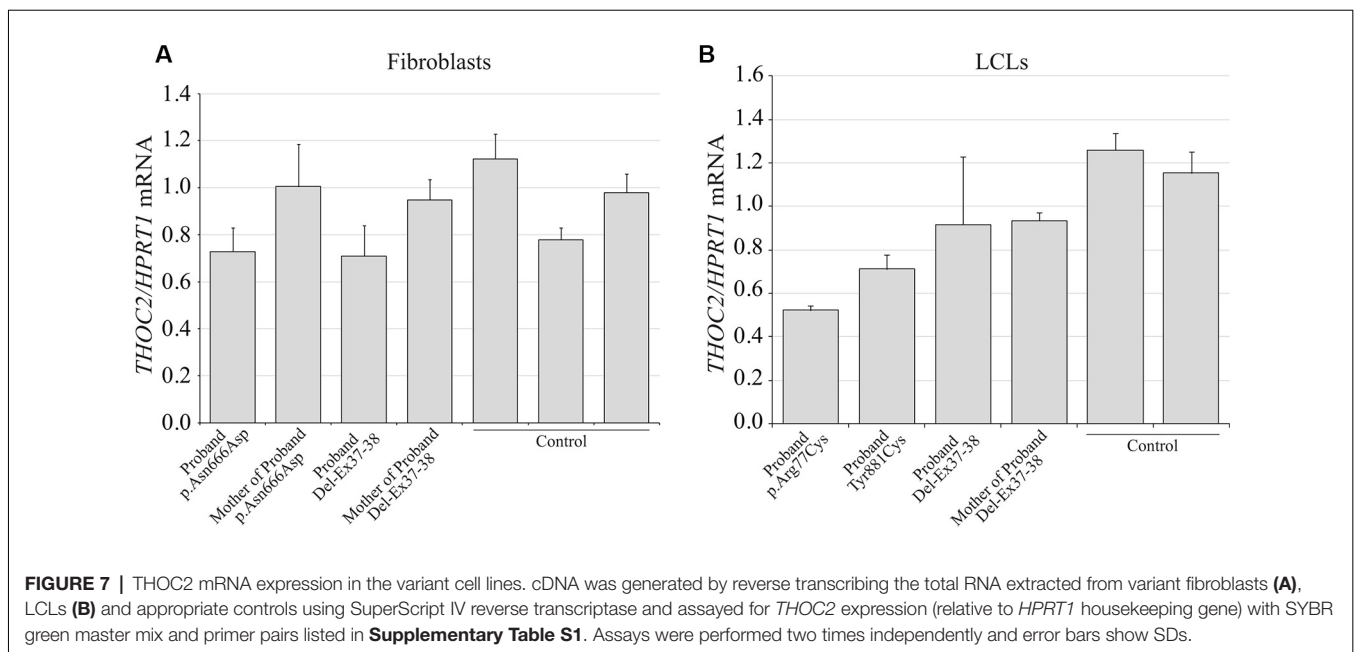 A
Fibroblasts
1.4
1.2
1.0
0.8
0.6
0.4
0.2
0.0
THOC2/HPRT1 mRNA
Proband
p.Asn666Asp
Mother of Proband
p.Asn666Asp
Proband
Del-Ex37-38
Mother of Proband
Del-Ex37-38
Control
B
LCLs
1.6
1.4
1.2
1.0
0.8
0.6
0.4
0.2
0.0
THOC2/HPRT1 mRNA
Proband
p.Arg77Cys
Proband
Tyr881Cys
Proband
Del-Ex37-38
Mother of Proband
Del-Ex37-38
Control
FIGURE 7 | THOC2 mRNA expression in the variant cell lines. cDNA was generated by reverse transcribing the total RNA extracted from variant fibroblasts (A),
LCLs (B) and appropriate controls using SuperScript IV reverse transcriptase and assayed for THOC2 expression (relative to HPRT1 housekeeping gene) with SYBR
green master mix and primer pairs listed in Supplementary Table S1. Assays were performed two times independently and error bars show SDs.